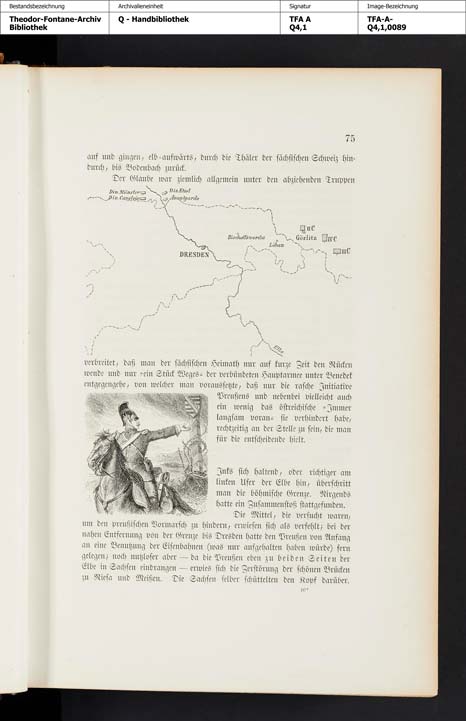 Bestandsbezeichnung
Archivalieneinheit
Signatur
Image-Bezeichnung
Theodor-Fontane-Archiv
Bibliothek
Q - Handbibliothek
TFA A
Q4,1
TFA-A-
Q4,1,0089
75
auf und gingen, elb-aufwärts, durch die Thäler der sächsischen Schweiz hin-
durch, bis Bodenbach zurück.
Der Glaube war ziemlich allgemein unter den abziehenden Truppen
Div. Münster
Div. Etzel
Div. Canstein
Avantgarde
Bischofswerda
Löbau
Görlitz
DRESDEN
Elbe
verbreitet, daß man der sächsischen Heimath nur auf kurze Zeit den Rücken
wende und nur »ein Stück Weges« der verbündeten Hauptarmee unter Benedek
entgegengehe, von welcher man voraussetzte, daß nur die rasche Initiative
Preußens und nebenbei vielleicht auch
ein wenig das östreichische »Immer
langsam voran« sie verhindert habe,
rechtzeitig an der Stelle zu sein, die man
für die entscheidende hielt.
Links sich haltend, oder richtiger am
linken Ufer der Elbe hin, überschritt
man die böhmische Grenze. Nirgends
hatte ein Zusammenstoß stattgefunden.
Die Mittel, die versucht waren,
um den preußischen Vormarsch zu hindern, erwiesen sich als verfehlt; bei der
nahen Entfernung von der Grenze bis Dresden hatte den Preußen von Anfang
an eine Benutzung der Eisenbahnen (was nur aufgehalten haben würde) fern
gelegen; noch nutzloser aber — da die Preußen eben zu beiden Seiten der
Elbe in Sachsen eindrangen — erwies sich die Zerstörung der schönen Brücken
zu Riesa und Meißen. Die Sachsen selber schüttelten den Kopf darüber.
10*